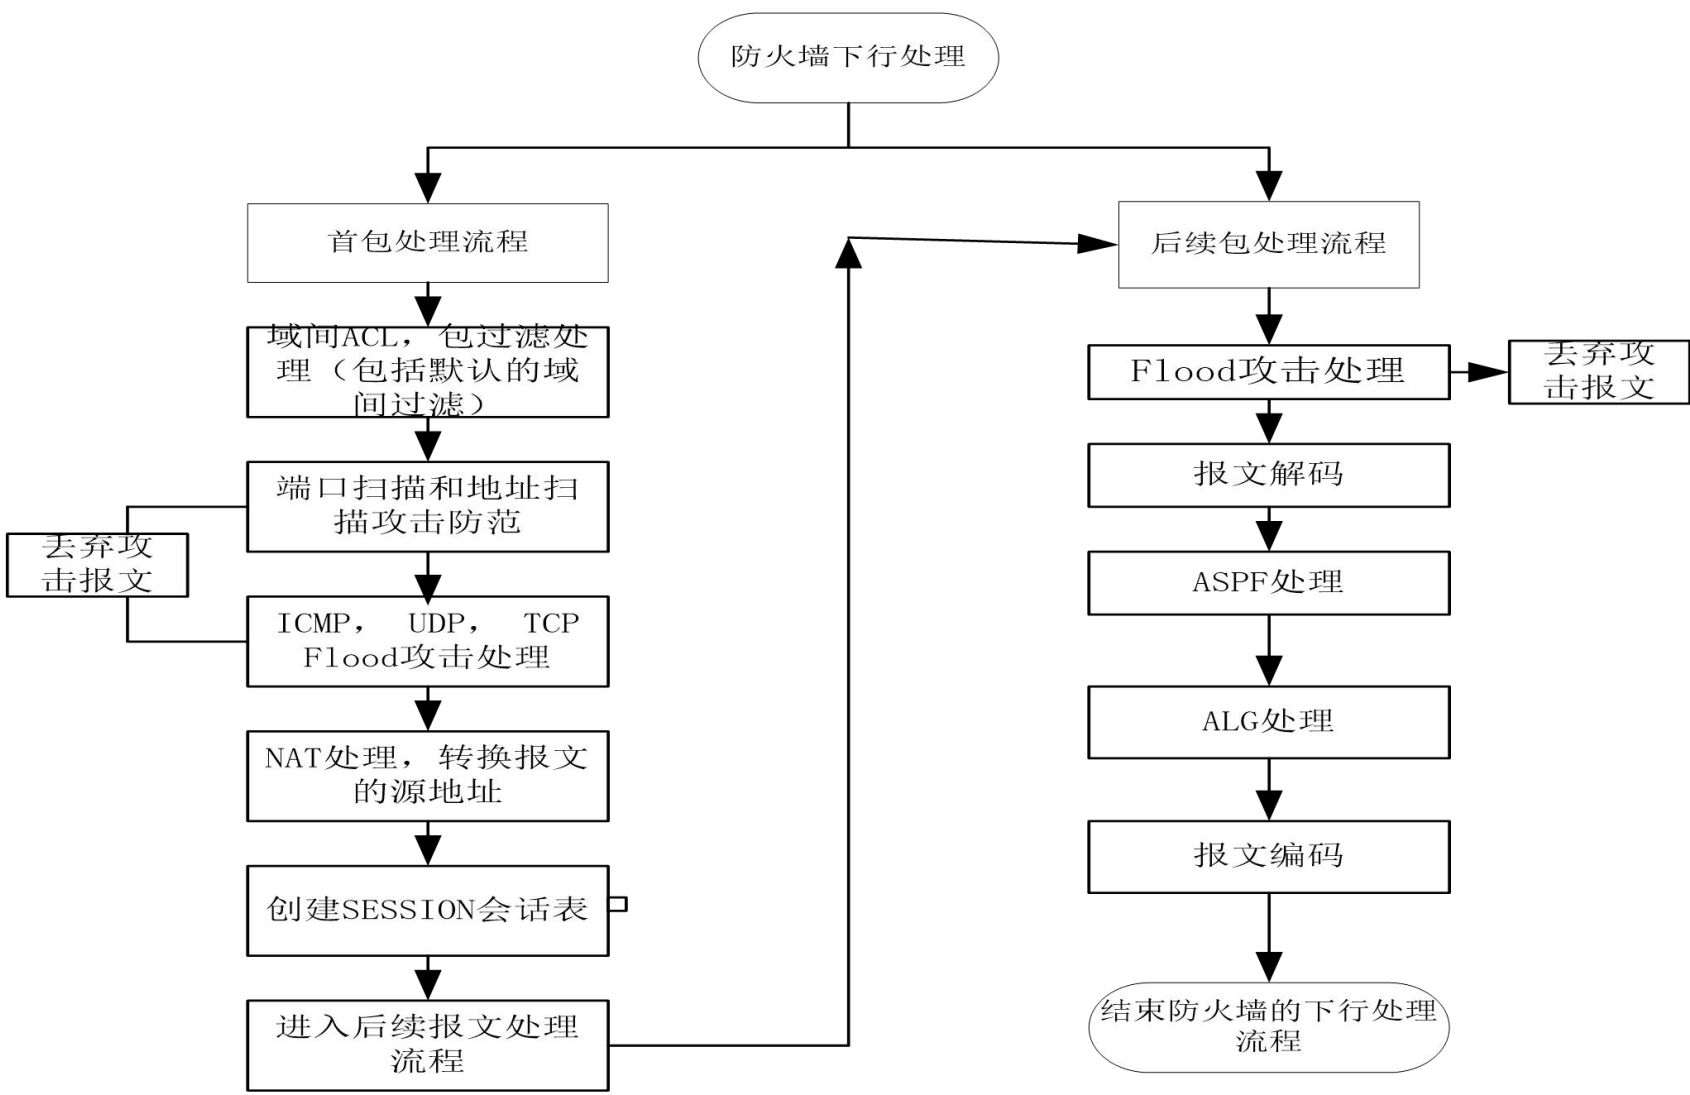 防火墙下行处理
首包处理流程
域间ACL，包过滤处
理（包括默认的域
间过滤）
端口扫描和地址扫
描攻击防范
丢弃攻
击报文
ICMP， UDP， TCP
Flood攻击处理
NAT处理，转换报文
的源地址
创建SESSION会话表
进入后续报文处理
流程
后续包处理流程
Flood攻击处理
丢弃攻
击报文
报文解码
ASPF处理
ALG处理
报文编码
结束防火墙的下行处理
流程